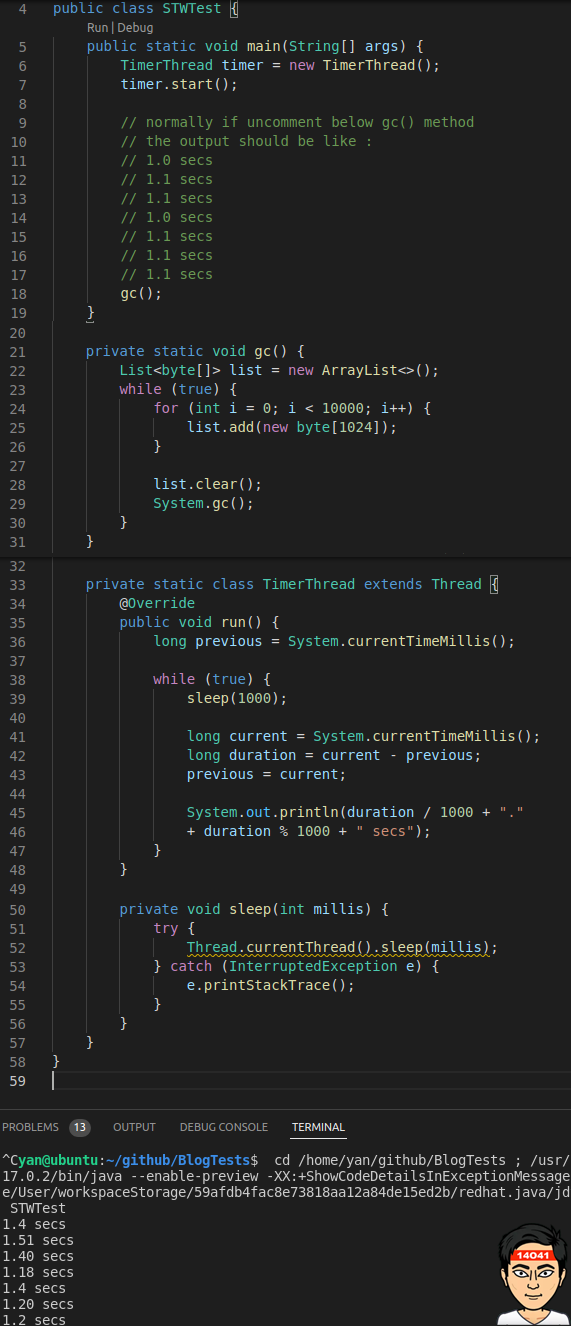 4 public class STWTest {
Run | Debug
5 public static void main(String[] args) {
6 TimerThread timer = new TimerThread();
7 timer.start();
8
9 // normally if uncomment below gc() method
10 // the output should be like :
11 // 1.0 secs
12 // 1.1 secs
13 // 1.1 secs
14 // 1.0 secs
15 // 1.1 secs
16 // 1.1 secs
17 // 1.1 secs
18 gc();
19 }
20
21 private static void gc() {
22 List<byte[]> list = new ArrayList<>();
23 while (true) {
24 for (int i = 0; i < 10000; i++) {
25 list.add(new byte[1024]);
26 }
27
28 list.clear();
29 System.gc();
30 }
31 }
32
33 private static class TimerThread extends Thread {
34 @Override
35 public void run() {
36 long previous = System.currentTimeMillis();
37
38 while (true) {
39 sleep(1000);
40
41 long current = System.currentTimeMillis();
42 long duration = current - previous;
43 previous = current;
44
45 System.out.println(duration / 1000 + "."
46 + duration % 1000 + " secs");
47 }
48 }
49
50 private void sleep(int millis) {
51 try {
52 Thread.currentThread().sleep(millis);
53 } catch (InterruptedException e) {
54 e.printStackTrace();
55 }
56 }
57 }
58 }
59
PROBLEMS 13 OUTPUT DEBUG CONSOLE TERMINAL
^Cyan@ubuntu:~/github/BlogTests$ cd /home/yan/github/BlogTests ; /usr/
17.0.2/bin/java --enable-preview -XX:+ShowCodeDetailsInExceptionMessage
e/User/workspaceStorage/59afdb4fac8e73818aa12a84de15ed2b/redhat.java/jd
STWTest
1.4 secs
1.51 secs
1.40 secs
1.18 secs
1.4 secs
1.20 secs
1.2 secs
14041